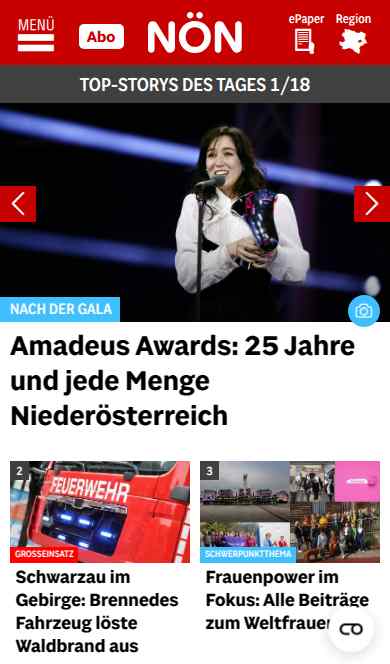 MENÜ
Abo
NÖN
ePaper
Region
TOP-STORYS DES TAGES 1/18
NACH DER GALA
Amadeus Awards: 25 Jahre
und jede Menge
Niederösterreich
2
FEUERWEHR
GROSSEINSATZ
Schwarzau im
Gebirge: Brennedes
Fahrzeug löste
Waldbrand aus
3
SCHWERPUNKTTHEMA
Frauenpower im
Fokus: Alle Beiträge
zum